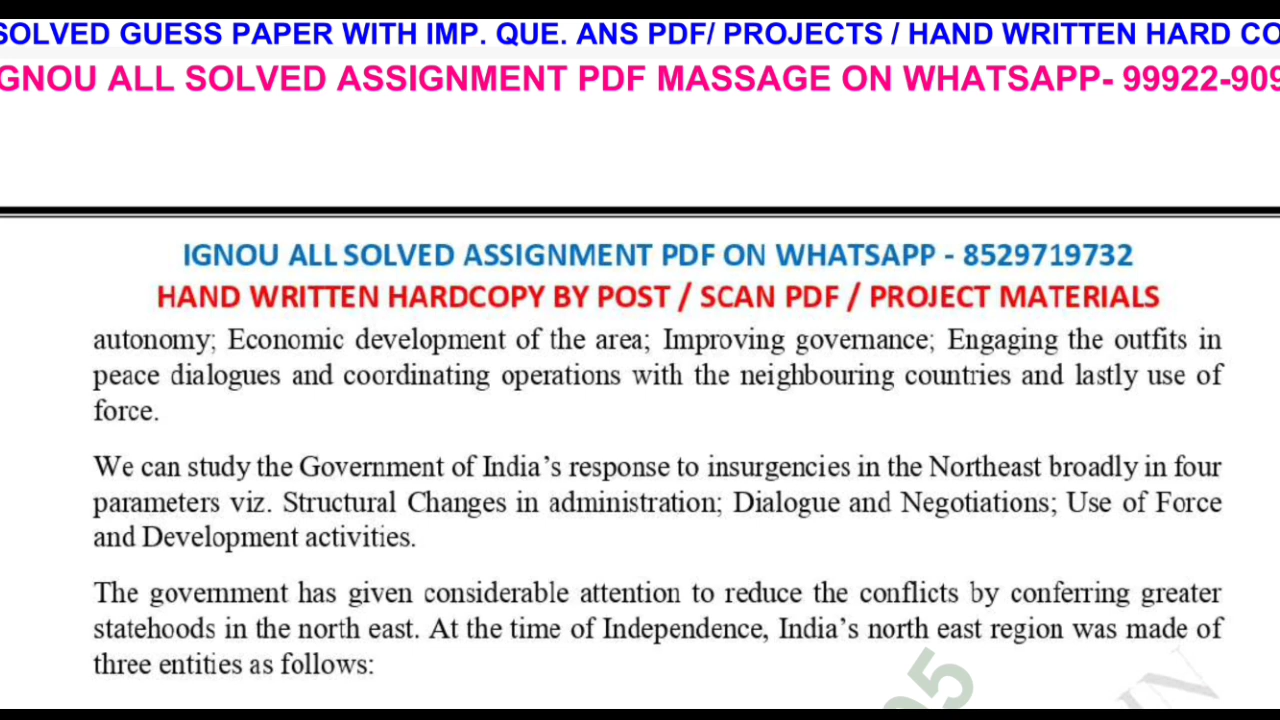 SOLVED GUESS PAPER WITH IMP. QUE. ANS PDF/ PROJECTS / HAND WRITTEN HARD CO
GNOU ALL SOLVED ASSIGNMENT PDF MASSAGE ON WHATSAPP- 99922-909
IGNOU ALL SOLVED ASSIGNMENT PDF ON WHATSAPP - 8529719732
HAND WRITTEN HARDCOPY BY POST / SCAN PDF / PROJECT MATERIALS
autonomy; Economic development of the area; Improving governance; Engaging the outfits in
peace dialogues and coordinating operations with the neighbouring countries and lastly use of
force.
We can study the Government of India's response to insurgencies in the Northeast broadly in four
parameters viz. Structural Changes in administration; Dialogue and Negotiations; Use of Force
and Development activities.
The government has given considerable attention to reduce the conflicts by conferring greater
statehoods in the north east. At the time of Independence, India's north east region was made of
three entities as follows: